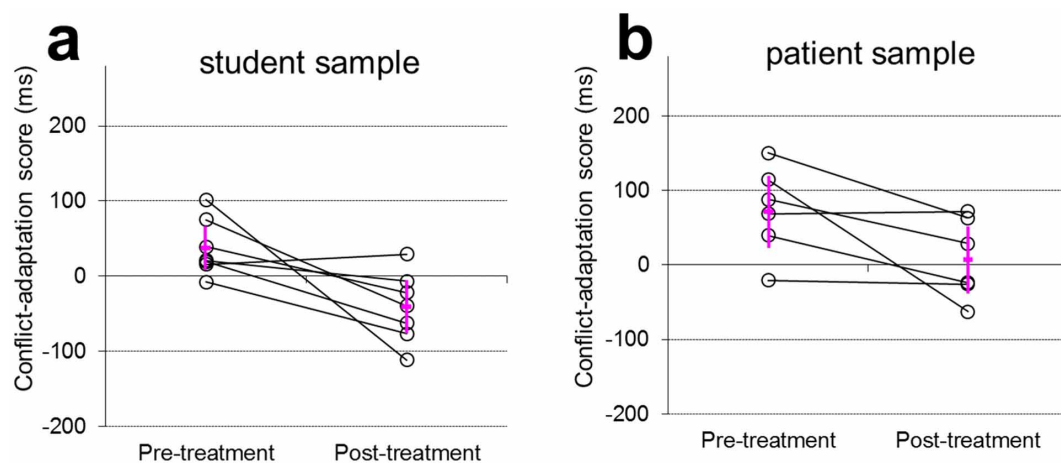 a
student sample
Conflict-adaptation score (ms)
200
100
0
-100
-200
Pre-treatment
Post-treatment
b
patient sample
Conflict-adaptation score (ms)
200
100
0
-100
-200
Pre-treatment
Post-treatment